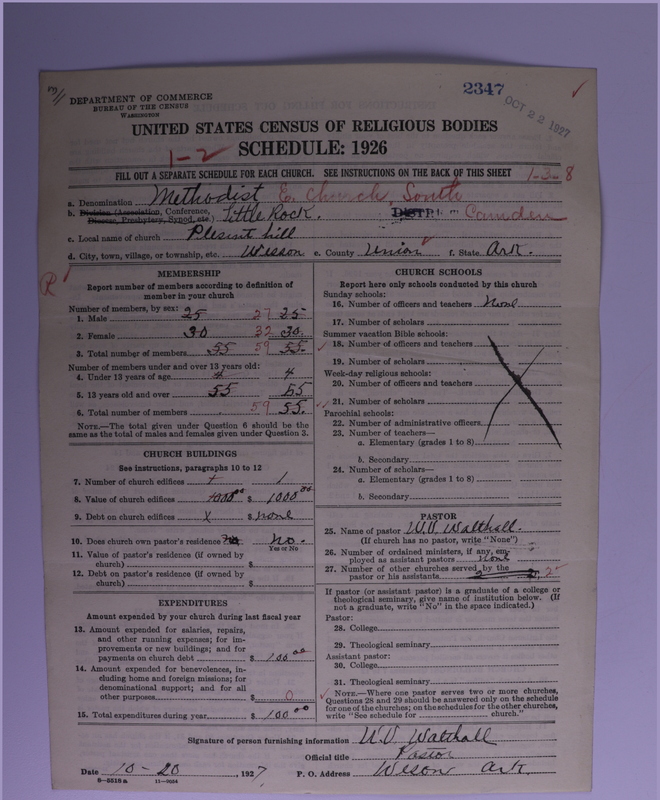 DEPARTMENT OF COMMERCE
BUREAU OF THE CENSUS
WASHINGTON
2347
OCT 22 1927
UNITED STATES CENSUS OF RELIGIOUS BODIES
SCHEDULE: 1926
1-2
FILL OUT A SEPARATE SCHEDULE FOR EACH CHURCH. SEE INSTRUCTIONS ON THE BACK OF THIS SHEET
1-3-8
a. Denomination Methodist E. Church, South
b. Division (Association, Conference, Diocese, Presbytery, Synod, etc.) Little Rock. Camden
c. Local name of church Plesint hill
d. City, town, village, or township, etc. Wesson e. County Union f. State Ark.
R
MEMBERSHIP
Report number of members according to definition of
member in your church
Number of members, by sex:
1. Male 25 27 25
2. Female 30 32 30
3. Total number of members 55 59 55
Number of members under and over 13 years old:
4. Under 13 years of age 4 4
5. 13 years old and over 55 55
6. Total number of members 59 55
NOTE.—The total given under Question 6 should be the
same as the total of males and females given under Question 3.
CHURCH BUILDINGS
See instructions, paragraphs 10 to 12
7. Number of church edifices 1 1
8. Value of church edifices 1000 00 $ 1000 00
9. Debt on church edifices X $ none
10. Does church own pastor's residence? no No.
Yes or No
11. Value of pastor's residence (if owned by
church) $
12. Debt on pastor's residence (if owned by
church) $
EXPENDITURES
Amount expended by your church during last fiscal year
13. Amount expended for salaries, repairs,
and other running expenses; for im-
provements or new buildings; and for
payments on church debt $ 100 00
14. Amount expended for benevolences, in-
cluding home and foreign missions; for
denominational support; and for all
other purposes $ 0
15. Total expenditures during year $ 100 00
CHURCH SCHOOLS
Report here only schools conducted by this church
Sunday schools:
16. Number of officers and teachers None
17. Number of scholars
Summer vacation Bible schools:
18. Number of officers and teachers
19. Number of scholars
Week-day religious schools:
20. Number of officers and teachers
21. Number of scholars
Parochial schools:
22. Number of administrative officers
23. Number of teachers—
a. Elementary (grades 1 to 8)
b. Secondary
24. Number of scholars—
a. Elementary (grades 1 to 8)
b. Secondary
PASTOR
25. Name of pastor W.V. Walthall.
(If church has no pastor, write "None")
26. Number of ordained ministers, if any, em-
ployed as assistant pastors None
27. Number of other churches served by the
pastor or his assistants
If pastor (or assistant pastor) is a graduate of a college or
theological seminary, give name of institution below. (If
not a graduate, write "No" in the space indicated.)
Pastor:
28. College
29. Theological seminary
Assistant pastor:
30. College
31. Theological seminary
NOTE.—Where one pastor serves two or more churches,
Questions 28 and 29 should be answered only on the schedule
for one of the churches; on the schedules for the other churches,
write "See schedule for church."
Signature of person furnishing information W.V. Walthall
Official title Pastor
Date 10-20, 1927 P. O. Address Weson Ark.
8—5518a 11—9034